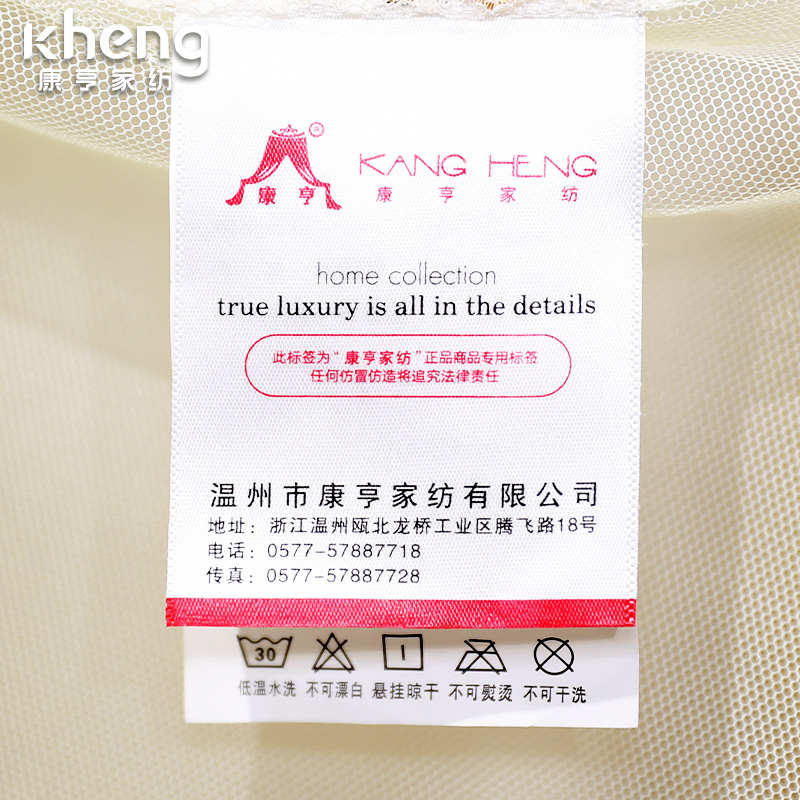 kheng
康亨家纺
®
康亨
KANG HENG
康亨家纺
home collection
true luxury is all in the details
此标签为“康亨家纺”正品商品专用标签
任何仿冒仿造将追究法律责任
温州市康亨家纺有限公司
地址：浙江温州瓯北龙桥工业区腾飞路18号
电话：0577-57887718
传真：0577-57887728
30
低温水洗 不可漂白 悬挂晾干 不可熨烫 不可干洗